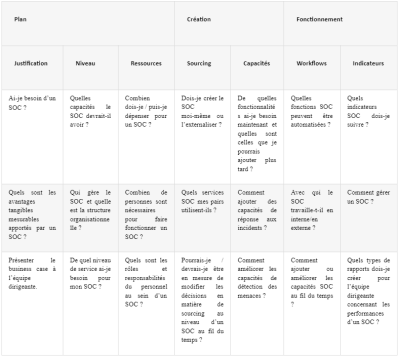 Plan
Création
Fonctionnement
Justification
Niveau
Ressources
Sourcing
Capacités
Workflows
Indicateurs
Ai-je besoin d'un
SOC ?
Quelles
capacités le
SOC devrait-il
avoir ?
Combien
dois-je / puis-je
dépenser pour
un SOC ?
Dois-je créer le
SOC
moi-même ou
l'externaliser ?
De quelles
fonctionnalité
s ai-je besoin
maintenant et
quelles sont
celles que je
pourrais
ajouter plus
tard ?
Quelles
fonctions SOC
peuvent être
automatisées ?
Quels
indicateurs
SOC dois-je
suivre ?
Quels sont les
avantages
tangibles
mesurables
apportés par un
SOC ?
Qui gère le
SOC et quelle
est la structure
organisationne
lle ?
Combien de
personnes sont
nécessaires
pour faire
fonctionner un
SOC ?
Quels services
SOC mes pairs
utilisent-ils ?
Comment
ajouter des
capacités de
réponse aux
incidents ?
Avec qui le
SOC
travaille-t-il en
interne/en
externe ?
Comment gérer
un SOC ?
Présenter le
business case à
l'équipe
dirigeante.
De quel niveau
de service ai-je
besoin pour
mon SOC ?
Quels sont les
rôles et
responsabilités
du personnel
au sein d'un
SOC ?
Pourrais-je /
devrais-je être
en mesure de
modifier les
décisions en
matière de
sourcing au
niveau d'un
SOC au fil du
temps ?
Comment
améliorer les
capacités de
détection des
menaces ?
Comment
ajouter ou
améliorer les
capacités SOC
au fil du temps
?
Quels types de
rapports dois-je
créer pour
l'équipe
dirigeante
concernant les
performances
d'un SOC ?